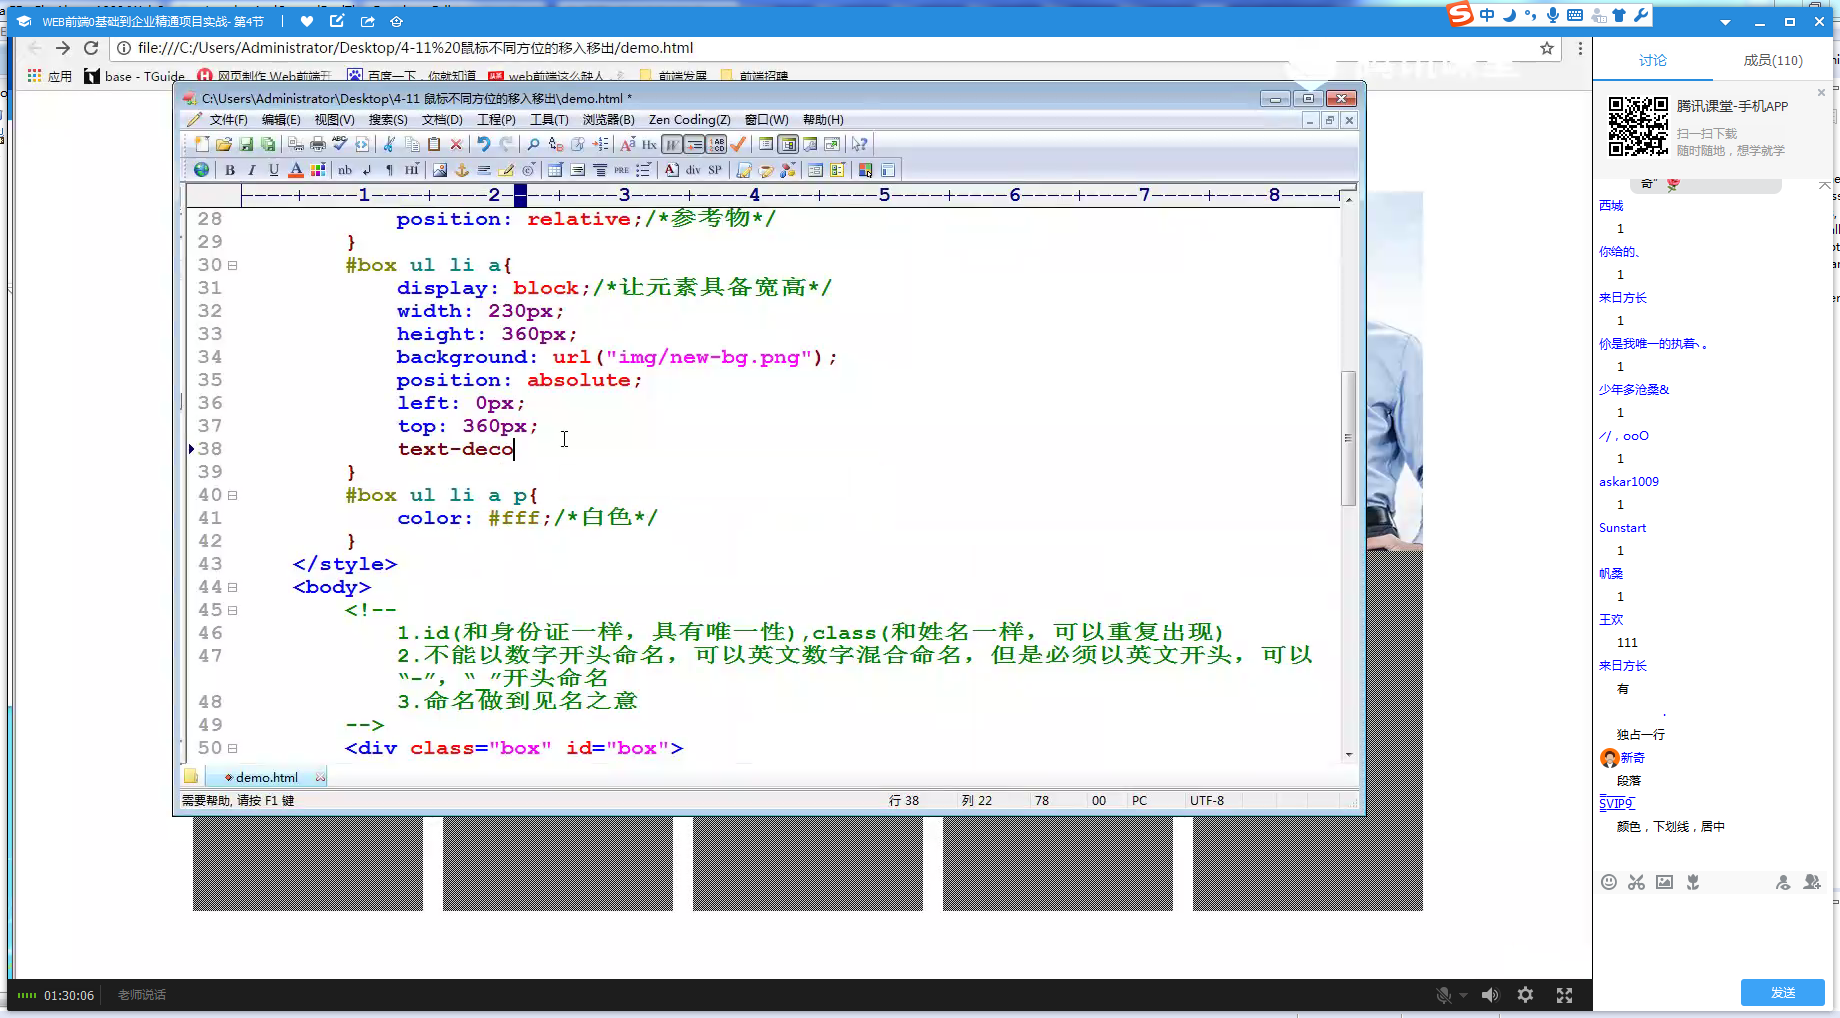 WEB前端0基础到企业精通项目实战- 第4节
中
file:///C:/Users/Administrator/Desktop/4-11%20鼠标不同方位的移入移出/demo.html
应用
base - TGuide
网页制作 Web前端开
百度一下，你就知道
web前端这么缺人，
前端发展
前端招聘
C:\Users\Administrator\Desktop\4-11 鼠标不同方位的移入移出\demo.html *
文件(F) 编辑(E) 视图(V) 搜索(S) 文档(D) 工程(P) 工具(T) 浏览器(B) Zen Coding(Z) 窗口(W) 帮助(H)
----+----1----+----2----+----3----+----4----+----5----+----6----+----7----+----8----+-
28 position: relative;/*参考物*/
29 }
30 #box ul li a{
31 display: block;/*让元素具备宽高*/
32 width: 230px;
33 height: 360px;
34 background: url("img/new-bg.png");
35 position: absolute;
36 left: 0px;
37 top: 360px;
38 text-deco
39 }
40 #box ul li a p{
41 color: #fff;/*白色*/
42 }
43 </style>
44 <body>
45 <!--
46 1.id(和身份证一样，具有唯一性),class(和姓名一样，可以重复出现)
47 2.不能以数字开头命名，可以英文数字混合命名，但是必须以英文开头，可以
“-”，“_”开头命名
48 3.命名做到见名之意
49 -->
50 <div class="box" id="box">
demo.html
需要帮助, 请按 F1 键
行 38 列 22 78 00 PC UTF-8
01:30:06 老师说话
讨论
成员(110)
腾讯课堂-手机APP
扫一扫下载
随时随地，想学就学
西城
1
你给的、
1
来日方长
1
伱是我唯一的执着ヽ。
1
少年多沧桑&
1
//，ooO
1
askar1009
1
Sunstart
1
帆桑
1
王欢
111
来日方长
有
独占一行
新奇
段落
SVIP9
颜色，下划线，居中
发送